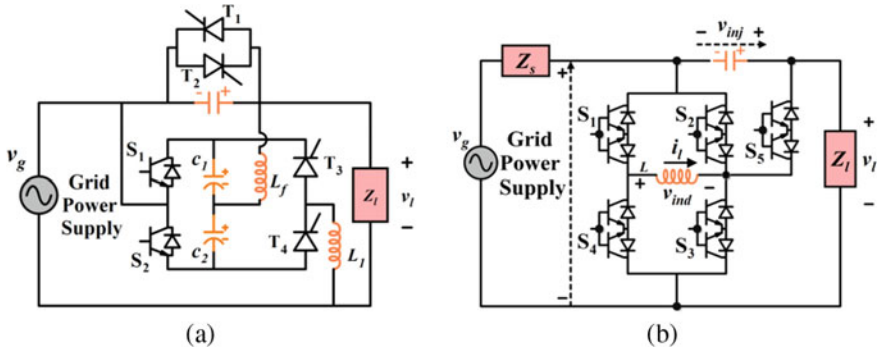 T1
T2
- +
vg
Grid
Power
Supply
S1
S2
c1
c2
Lf
T3
T4
L1
Zl
+
vl
-
(a)
- vinj +
Zs
+
- +
vg
Grid
Power
Supply
S1
S2
S5
il
L
+ -
vind
S4
S3
Zl
+
vl
-
-
(b)